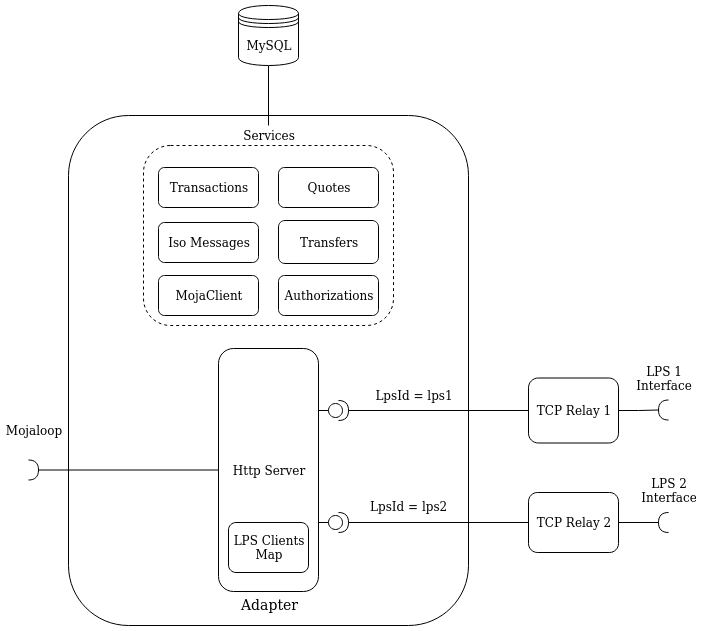 MySQL
Services
Transactions
Quotes
Iso Messages
Transfers
MojaClient
Authorizations
LpsId = lps1
LPS 1
Interface
TCP Relay 1
Mojaloop
Http Server
LpsId = lps2
LPS 2
Interface
TCP Relay 2
LPS Clients
Map
Adapter